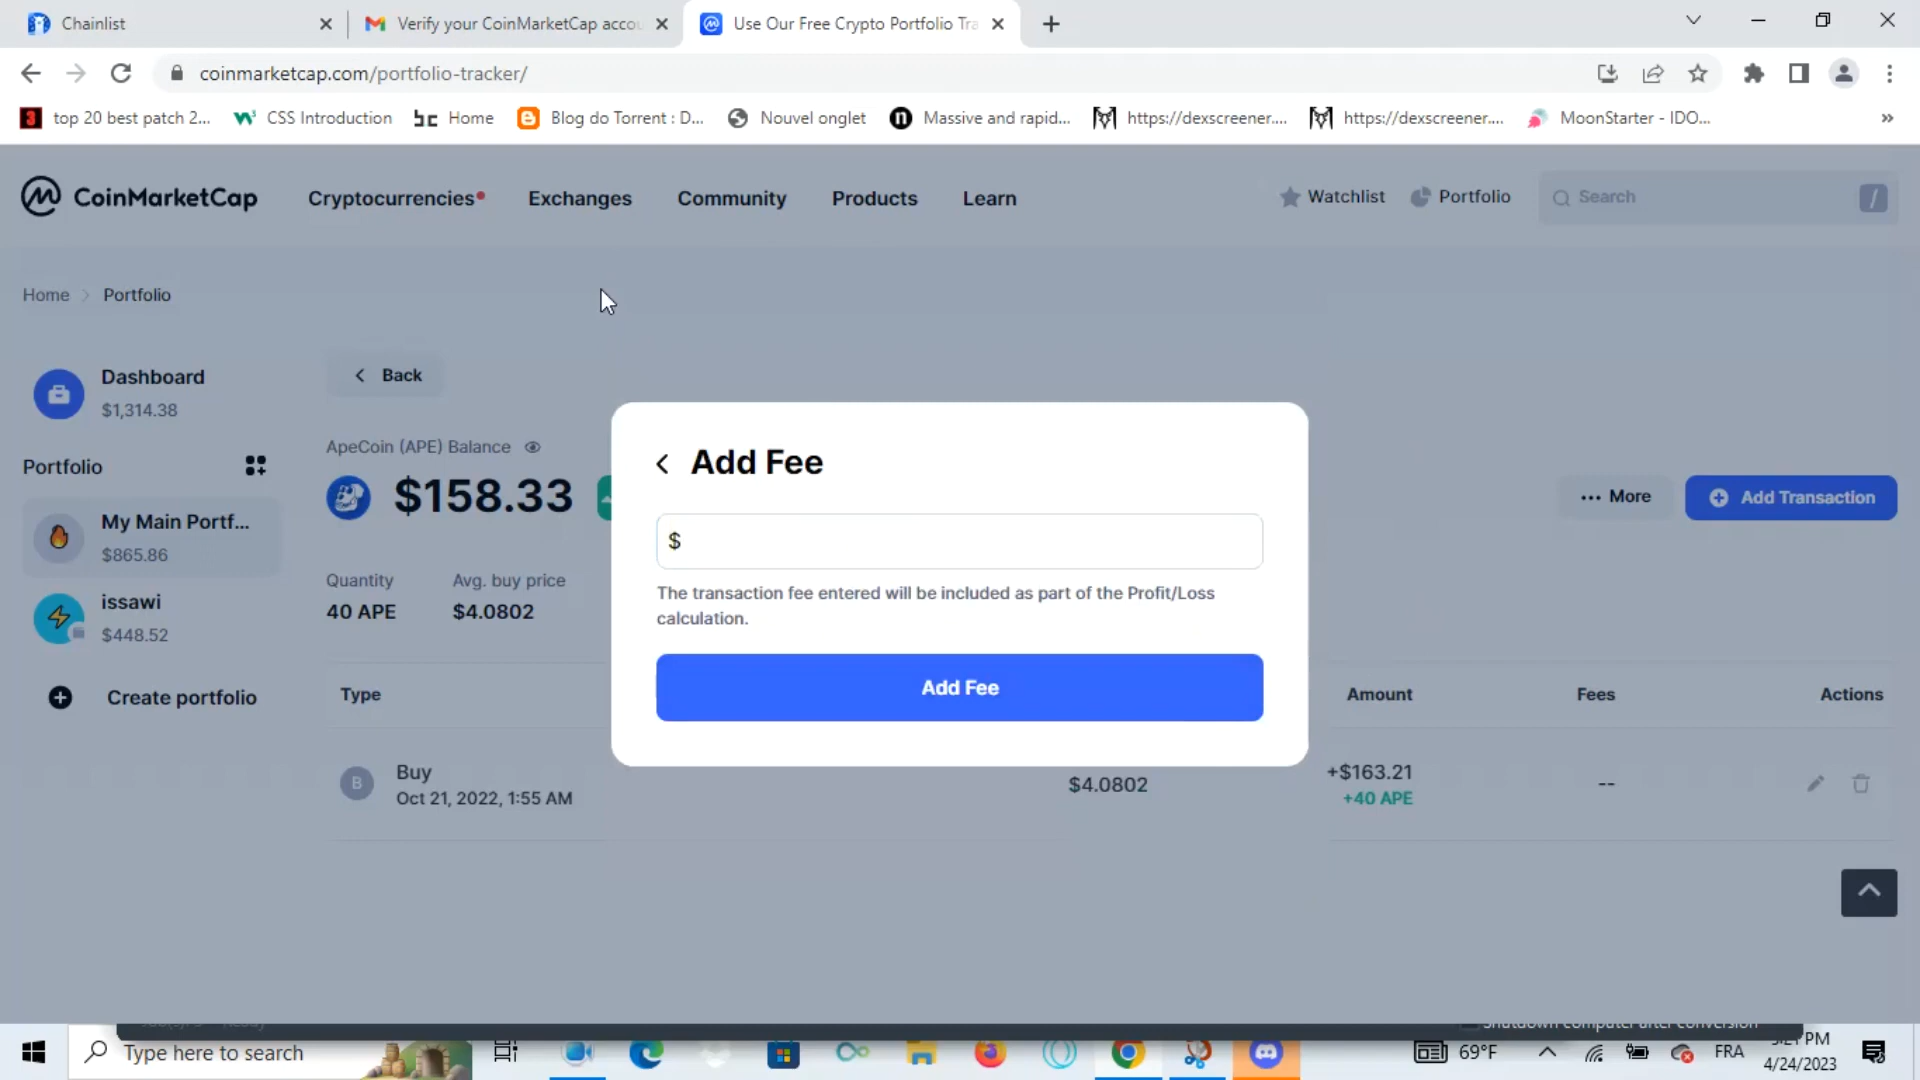 Chainlist
Verify your CoinMarketCap accou
Use Our Free Crypto Portfolio Tra
coinmarketcap.com/portfolio-tracker/
top 20 best patch 2...
CSS Introduction
Home
Blog do Torrent : D...
Nouvel onglet
Massive and rapid...
https://dexscreener....
https://dexscreener....
MoonStarter - IDO...
CoinMarketCap
Cryptocurrencies
Exchanges
Community
Products
Learn
Watchlist
Portfolio
Search
/
Home > Portfolio
Dashboard
$1,314.38
Portfolio
My Main Portf...
$865.86
issawi
$448.52
Create portfolio
Back
ApeCoin (APE) Balance
$158.33
More
Add Transaction
Quantity
40 APE
Avg. buy price
$4.0802
Add Fee
$
The transaction fee entered will be included as part of the Profit/Loss
calculation.
Add Fee
Type
Amount
Fees
Actions
B
Buy
Oct 21, 2022, 1:55 AM
$4.0802
+$163.21
+40 APE
--
Shutdown computer after conversion
Type here to search
69°F
FRA
4/24/2023